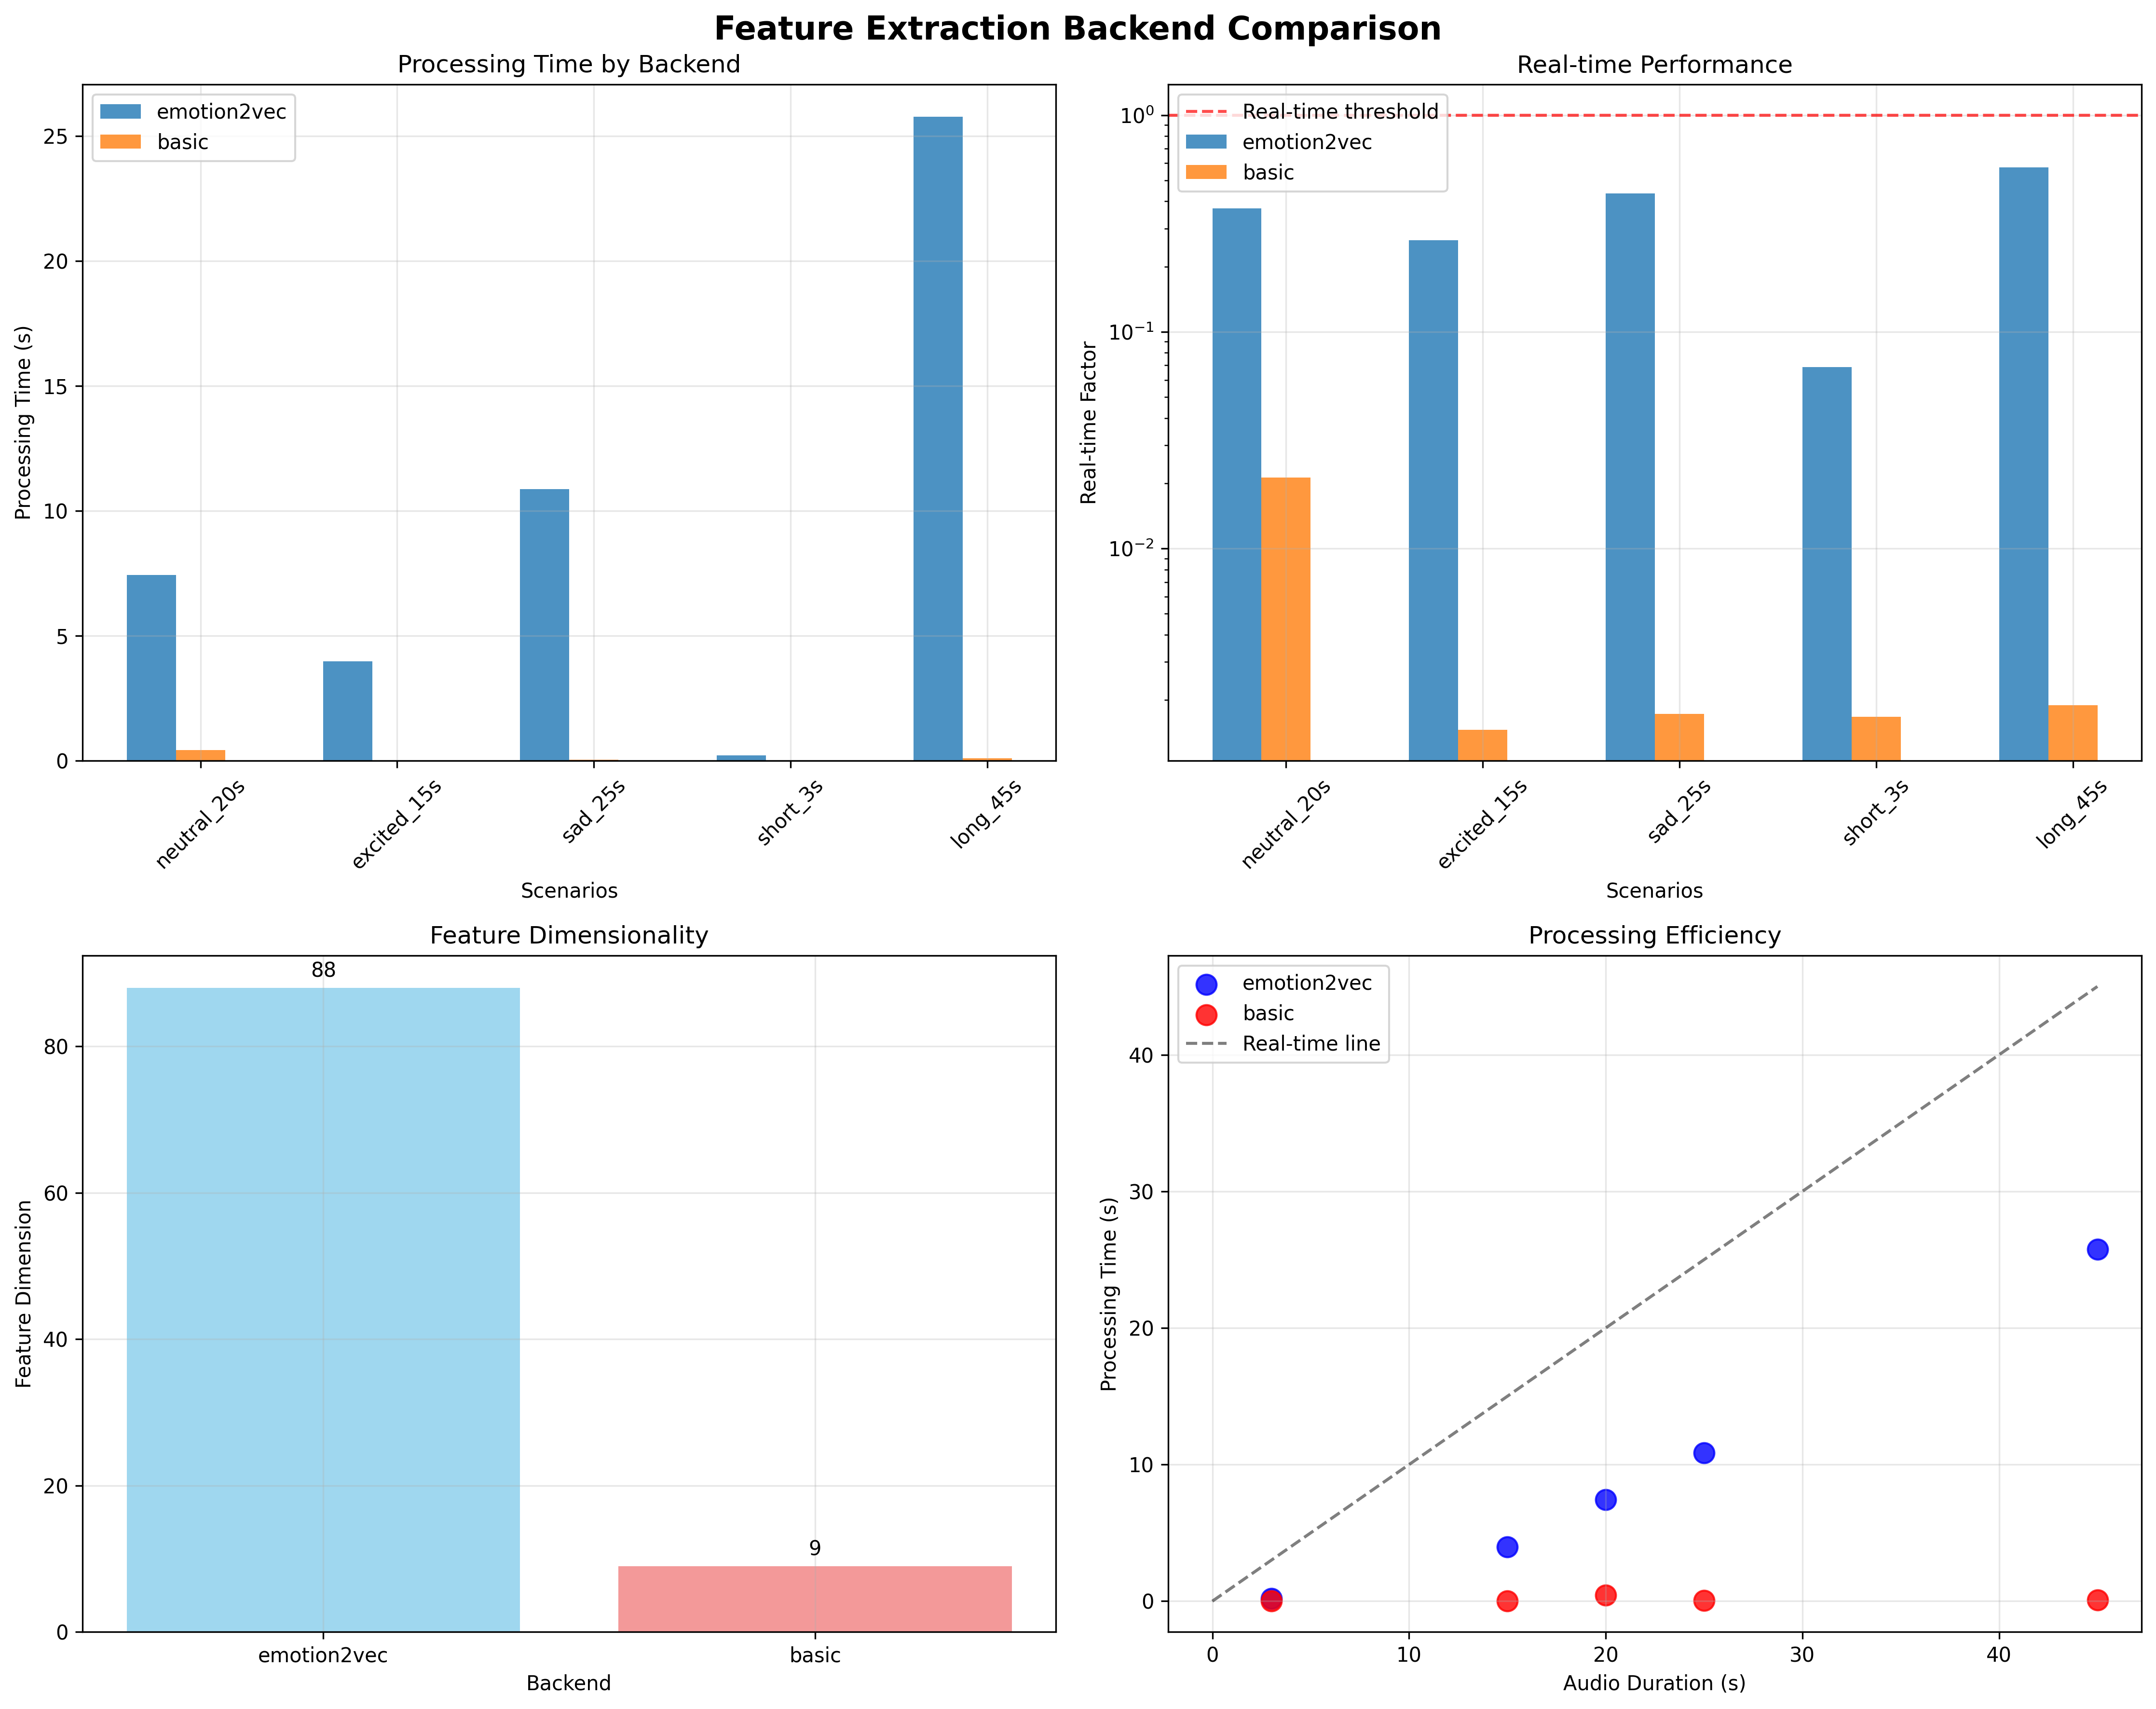 Feature Extraction Backend Comparison
Processing Time by Backend
emotion2vec
basic
25
20
15
10
5
0
Processing Time (s)
neutral_20s
excited_15s
sad_25s
short_3s
long_45s
Scenarios
Real-time Performance
Real-time threshold
emotion2vec
basic
10⁰
10⁻¹
10⁻²
Real-time Factor
neutral_20s
excited_15s
sad_25s
short_3s
long_45s
Scenarios
Feature Dimensionality
88
9
80
60
40
20
0
Feature Dimension
emotion2vec
basic
Backend
Processing Efficiency
emotion2vec
basic
Real-time line
40
30
20
10
0
Processing Time (s)
0
10
20
30
40
Audio Duration (s)